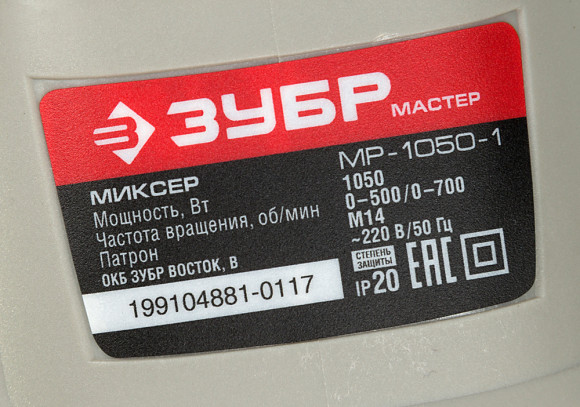 ЗУБР МАСТЕР
МР-1050-1
МИКСЕР
Мощность, Вт 1050
Частота вращения, об/мин 0-500/0-700
Патрон М14
~220 В/50 Гц
ОКБ ЗУБР ВОСТОК, В
СТЕПЕНЬ
ЗАЩИТЫ
IP20 EAC
199104881-0117